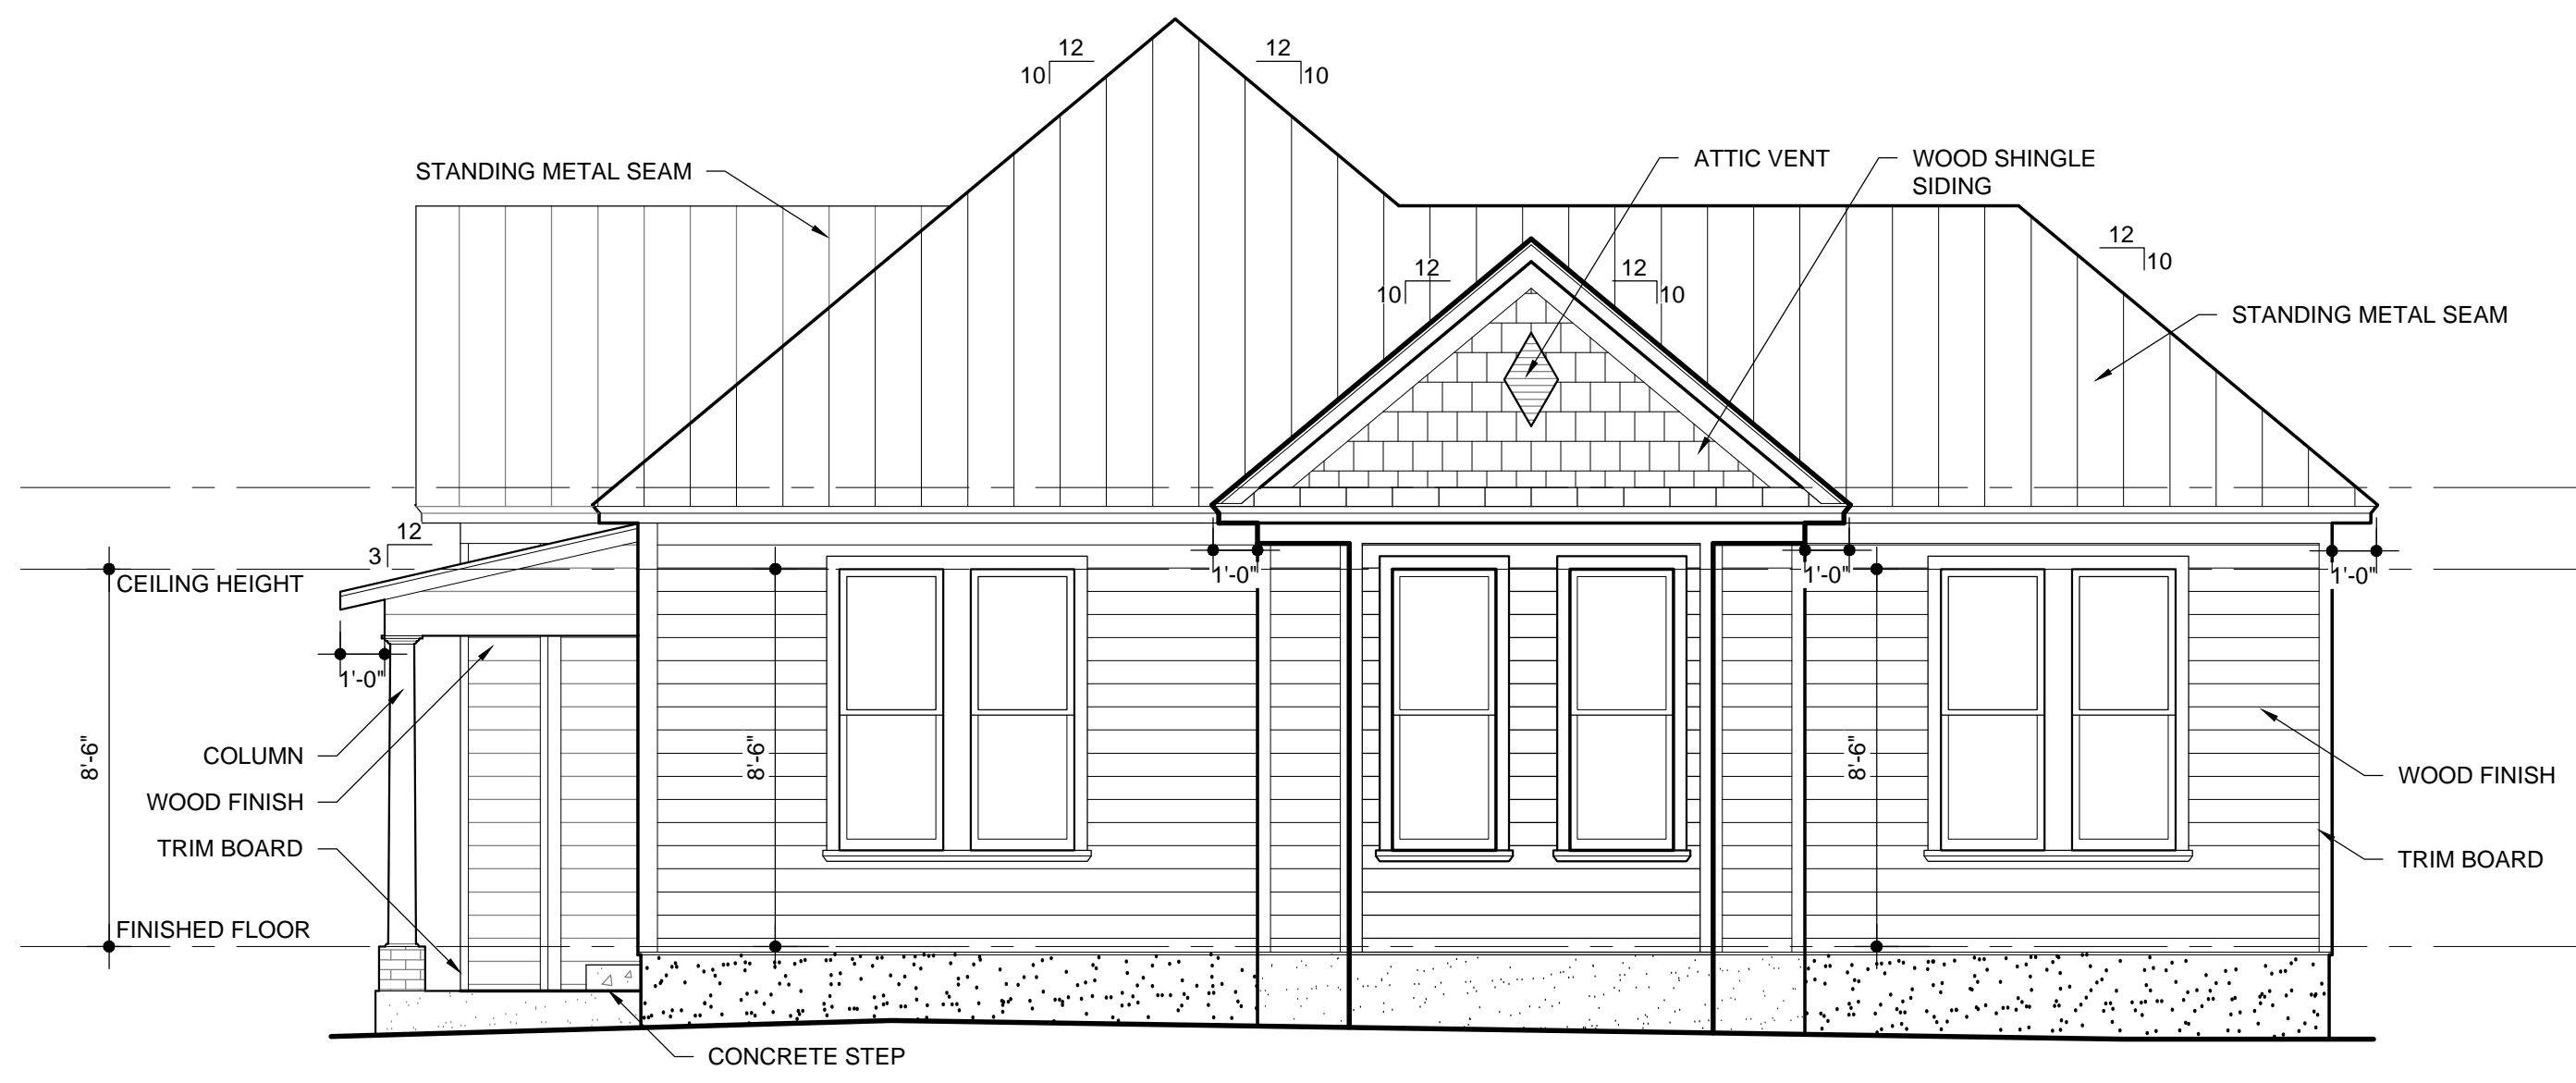 12
10
12
10
STANDING METAL SEAM
ATTIC VENT
WOOD SHINGLE
SIDING
12
10
12
10
12
10
STANDING METAL SEAM
12
3
CEILING HEIGHT
1'-0"
1'-0"
1'-0"
1'-0"
8'-6"
8'-6"
8'-6"
COLUMN
WOOD FINISH
TRIM BOARD
WOOD FINISH
TRIM BOARD
FINISHED FLOOR
CONCRETE STEP